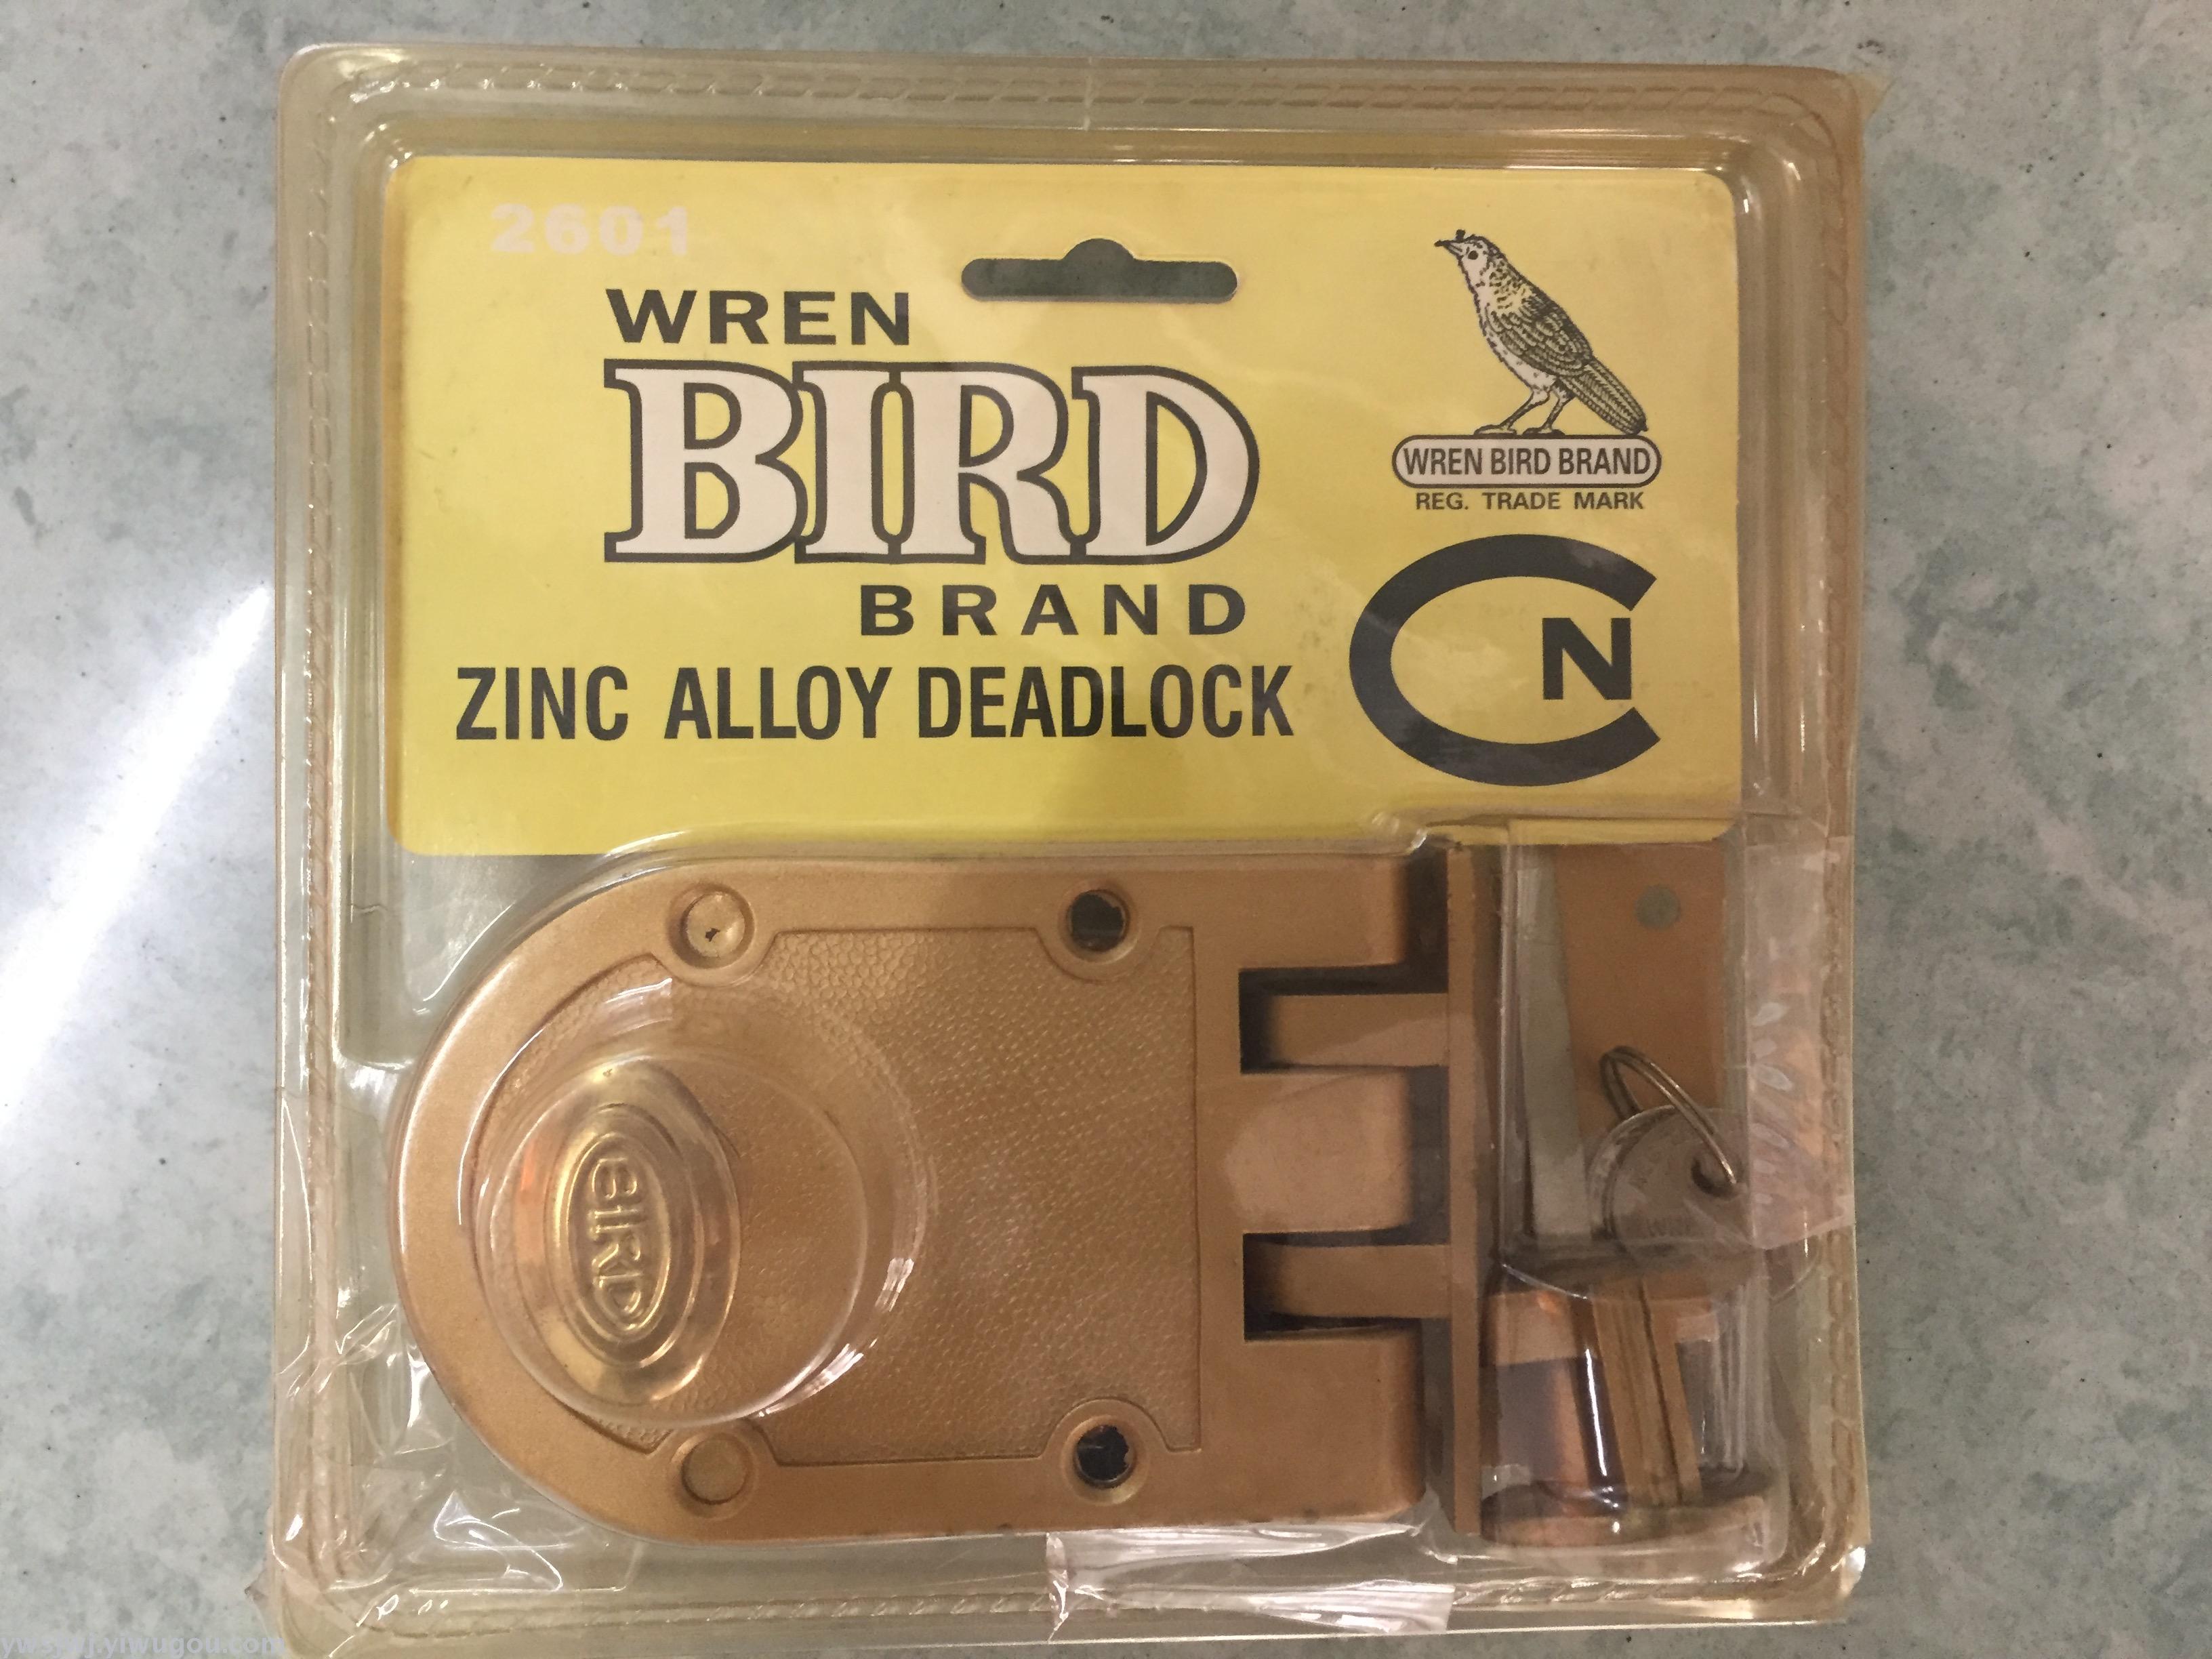 2601
WREN
BIRD
BRAND
ZINC ALLOY DEADLOCK
WREN BIRD BRAND
REG. TRADE MARK
C N
BIRD